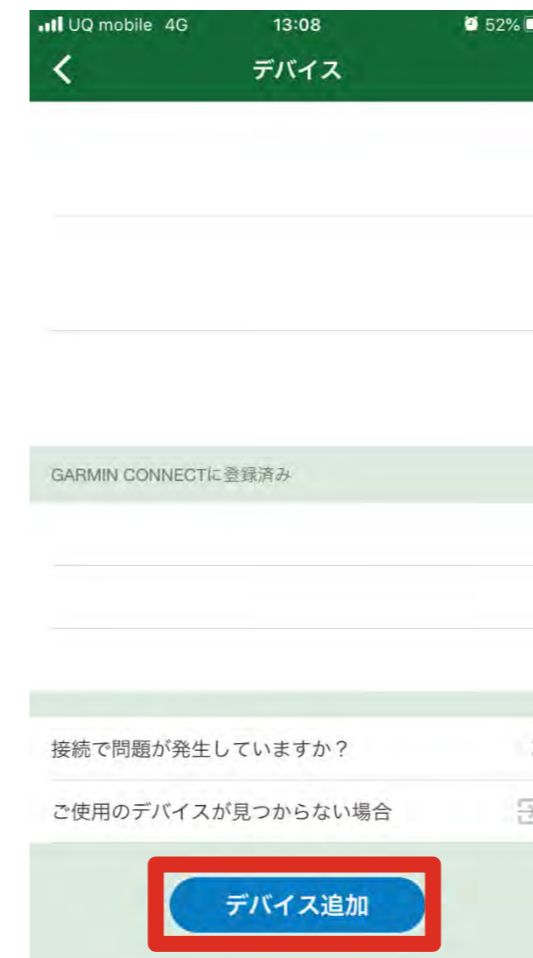 UQ mobile 4G 13:08 52%
デバイス
GARMIN CONNECTに登録済み
接続で問題が発生していますか？
ご使用のデバイスが見つからない場合
デバイス追加